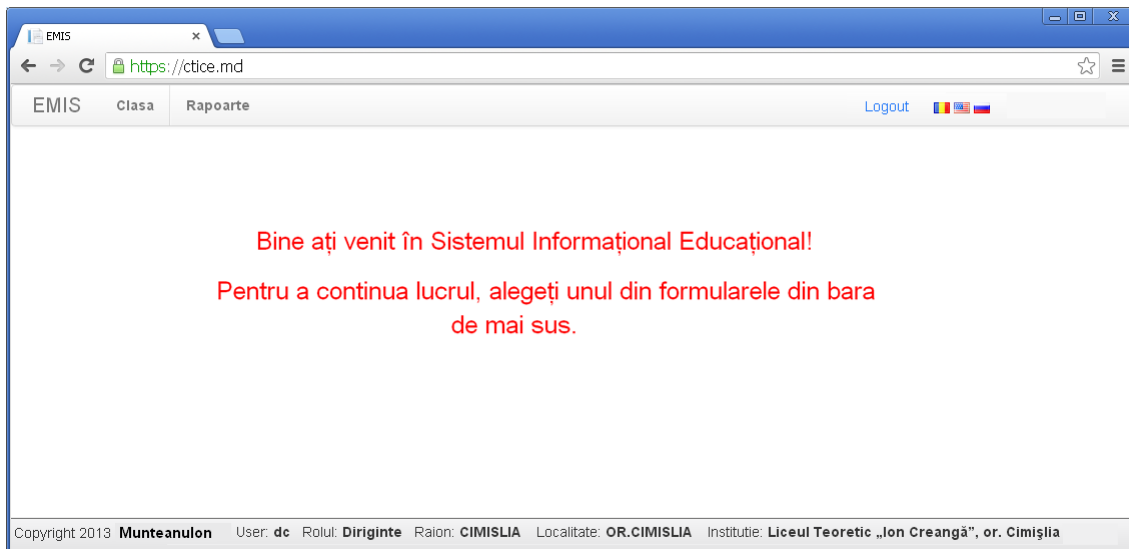 EMIS
https://ctice.md
EMIS Clasa Rapoarte Logout
Bine ați venit în Sistemul Informațional Educațional!
Pentru a continua lucrul, alegeți unul din formularele din bara
de mai sus.
Copyright 2013 Munteanulon User: dc Rolul: Diriginte Raion: CIMISLIA Localitate: OR.CIMISLIA Institutie: Liceul Teoretic „Ion Creangă”, or. Cimişlia